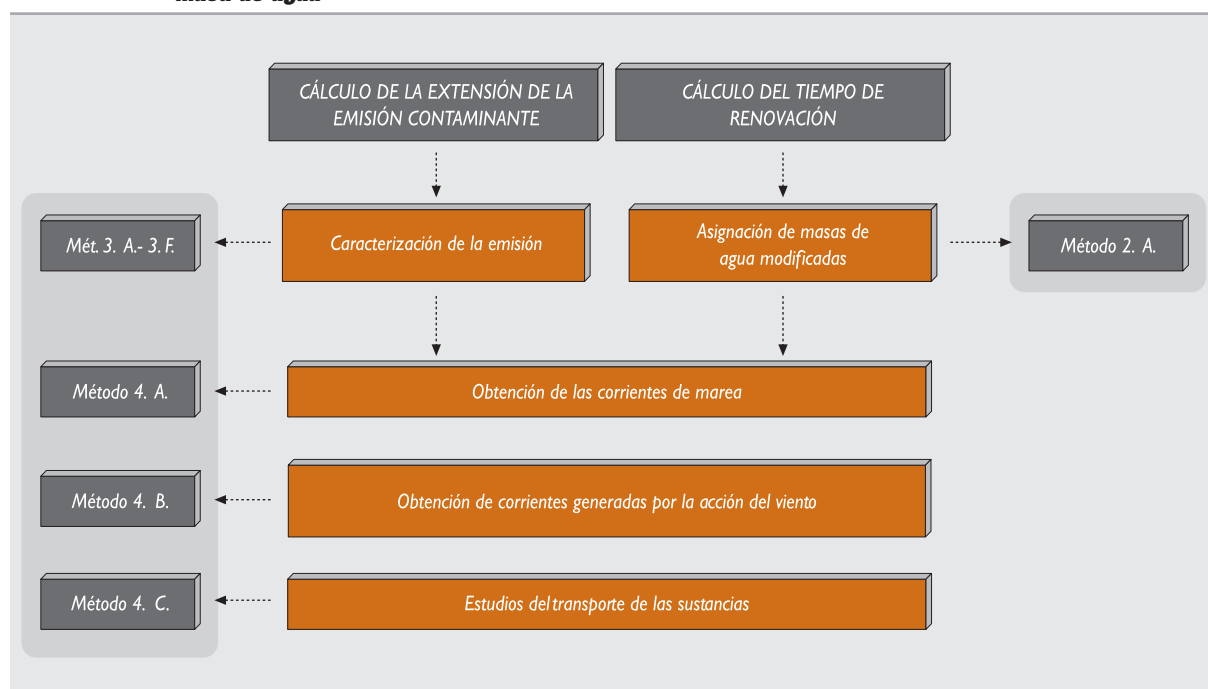 masa de agua
CÁLCULO DE LA EXTENSIÓN DE LA
EMISIÓN CONTAMINANTE
CÁLCULO DEL TIEMPO DE
RENOVACIÓN
Mét. 3. A.- 3. F.
Caracterización de la emisión
Asignación de masas de
agua modificadas
Método 2. A.
Método 4. A.
Obtención de las corrientes de marea
Método 4. B.
Obtención de corrientes generadas por la acción del viento
Método 4. C.
Estudios del transporte de las sustancias